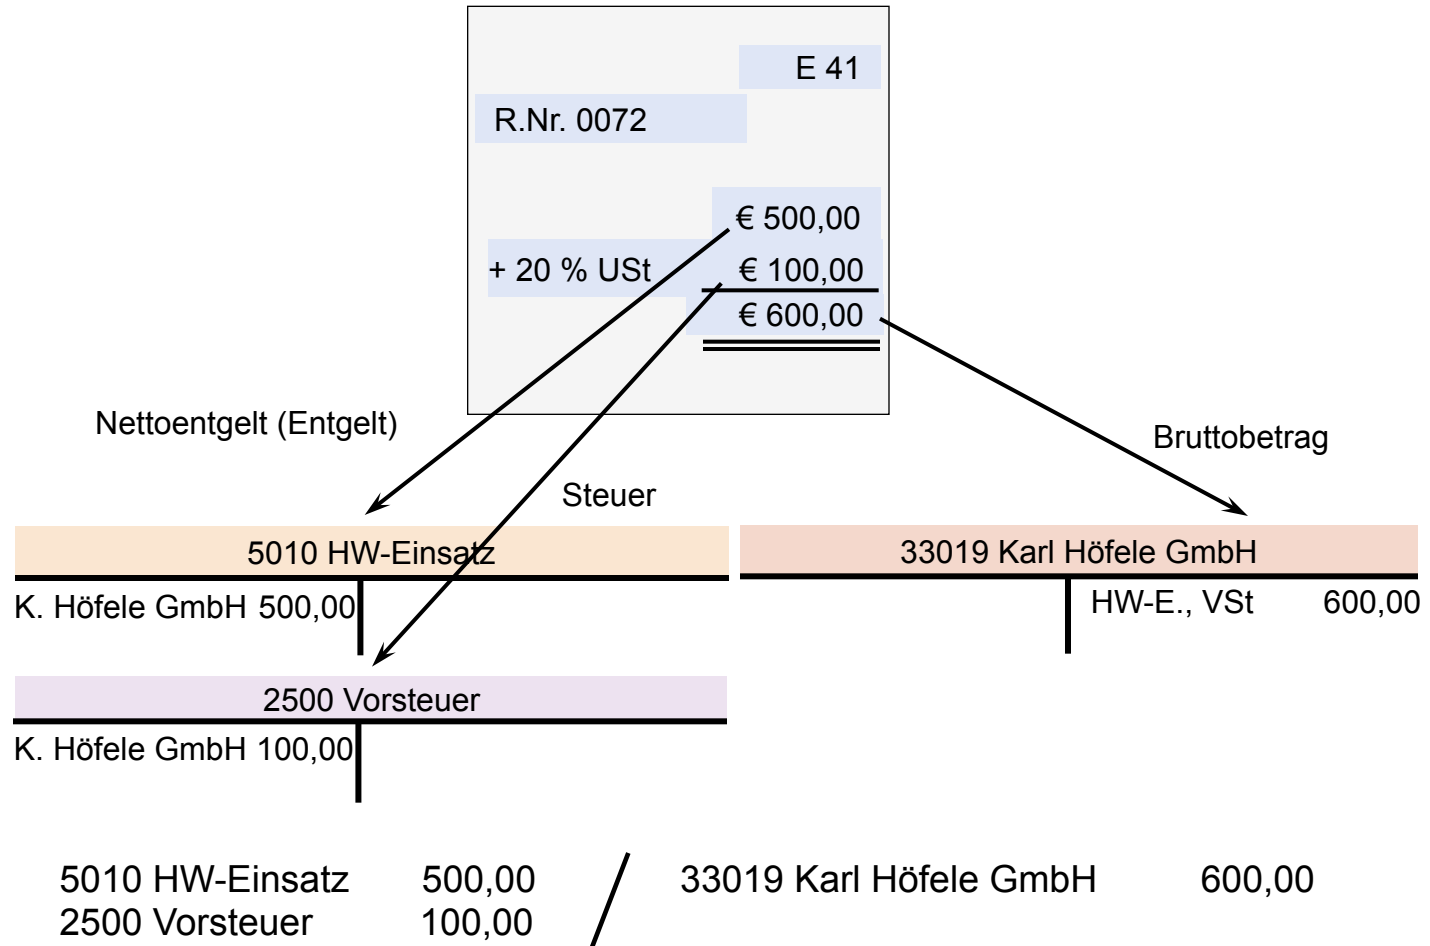 E 41
R.Nr. 0072
€ 500,00
+ 20 % USt € 100,00
€ 600,00
Nettoentgelt (Entgelt)
Bruttobetrag
Steuer
5010 HW-Einsatz
K. Höfele GmbH 500,00
33019 Karl Höfele GmbH
HW-E., VSt 600,00
2500 Vorsteuer
K. Höfele GmbH 100,00
5010 HW-Einsatz 500,00 / 33019 Karl Höfele GmbH 600,00
2500 Vorsteuer 100,00